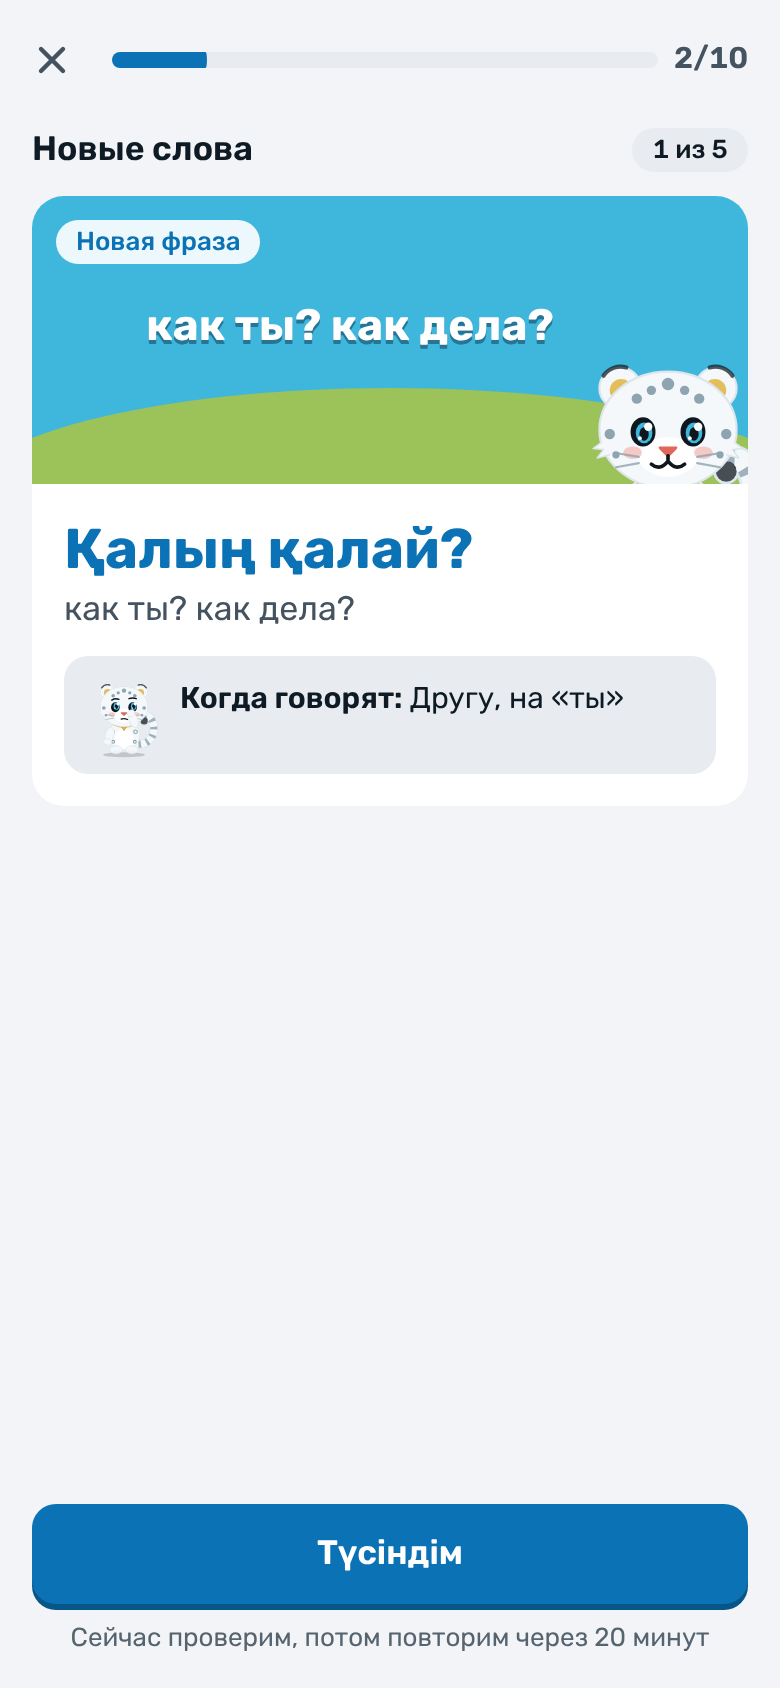 2/10
Новые слова
1 из 5
Новая фраза
как ты? как дела?
Қалың қалай?
как ты? как дела?
Когда говорят: Другу, на «ты»
Түсіндім
Сейчас проверим, потом повторим через 20 минут